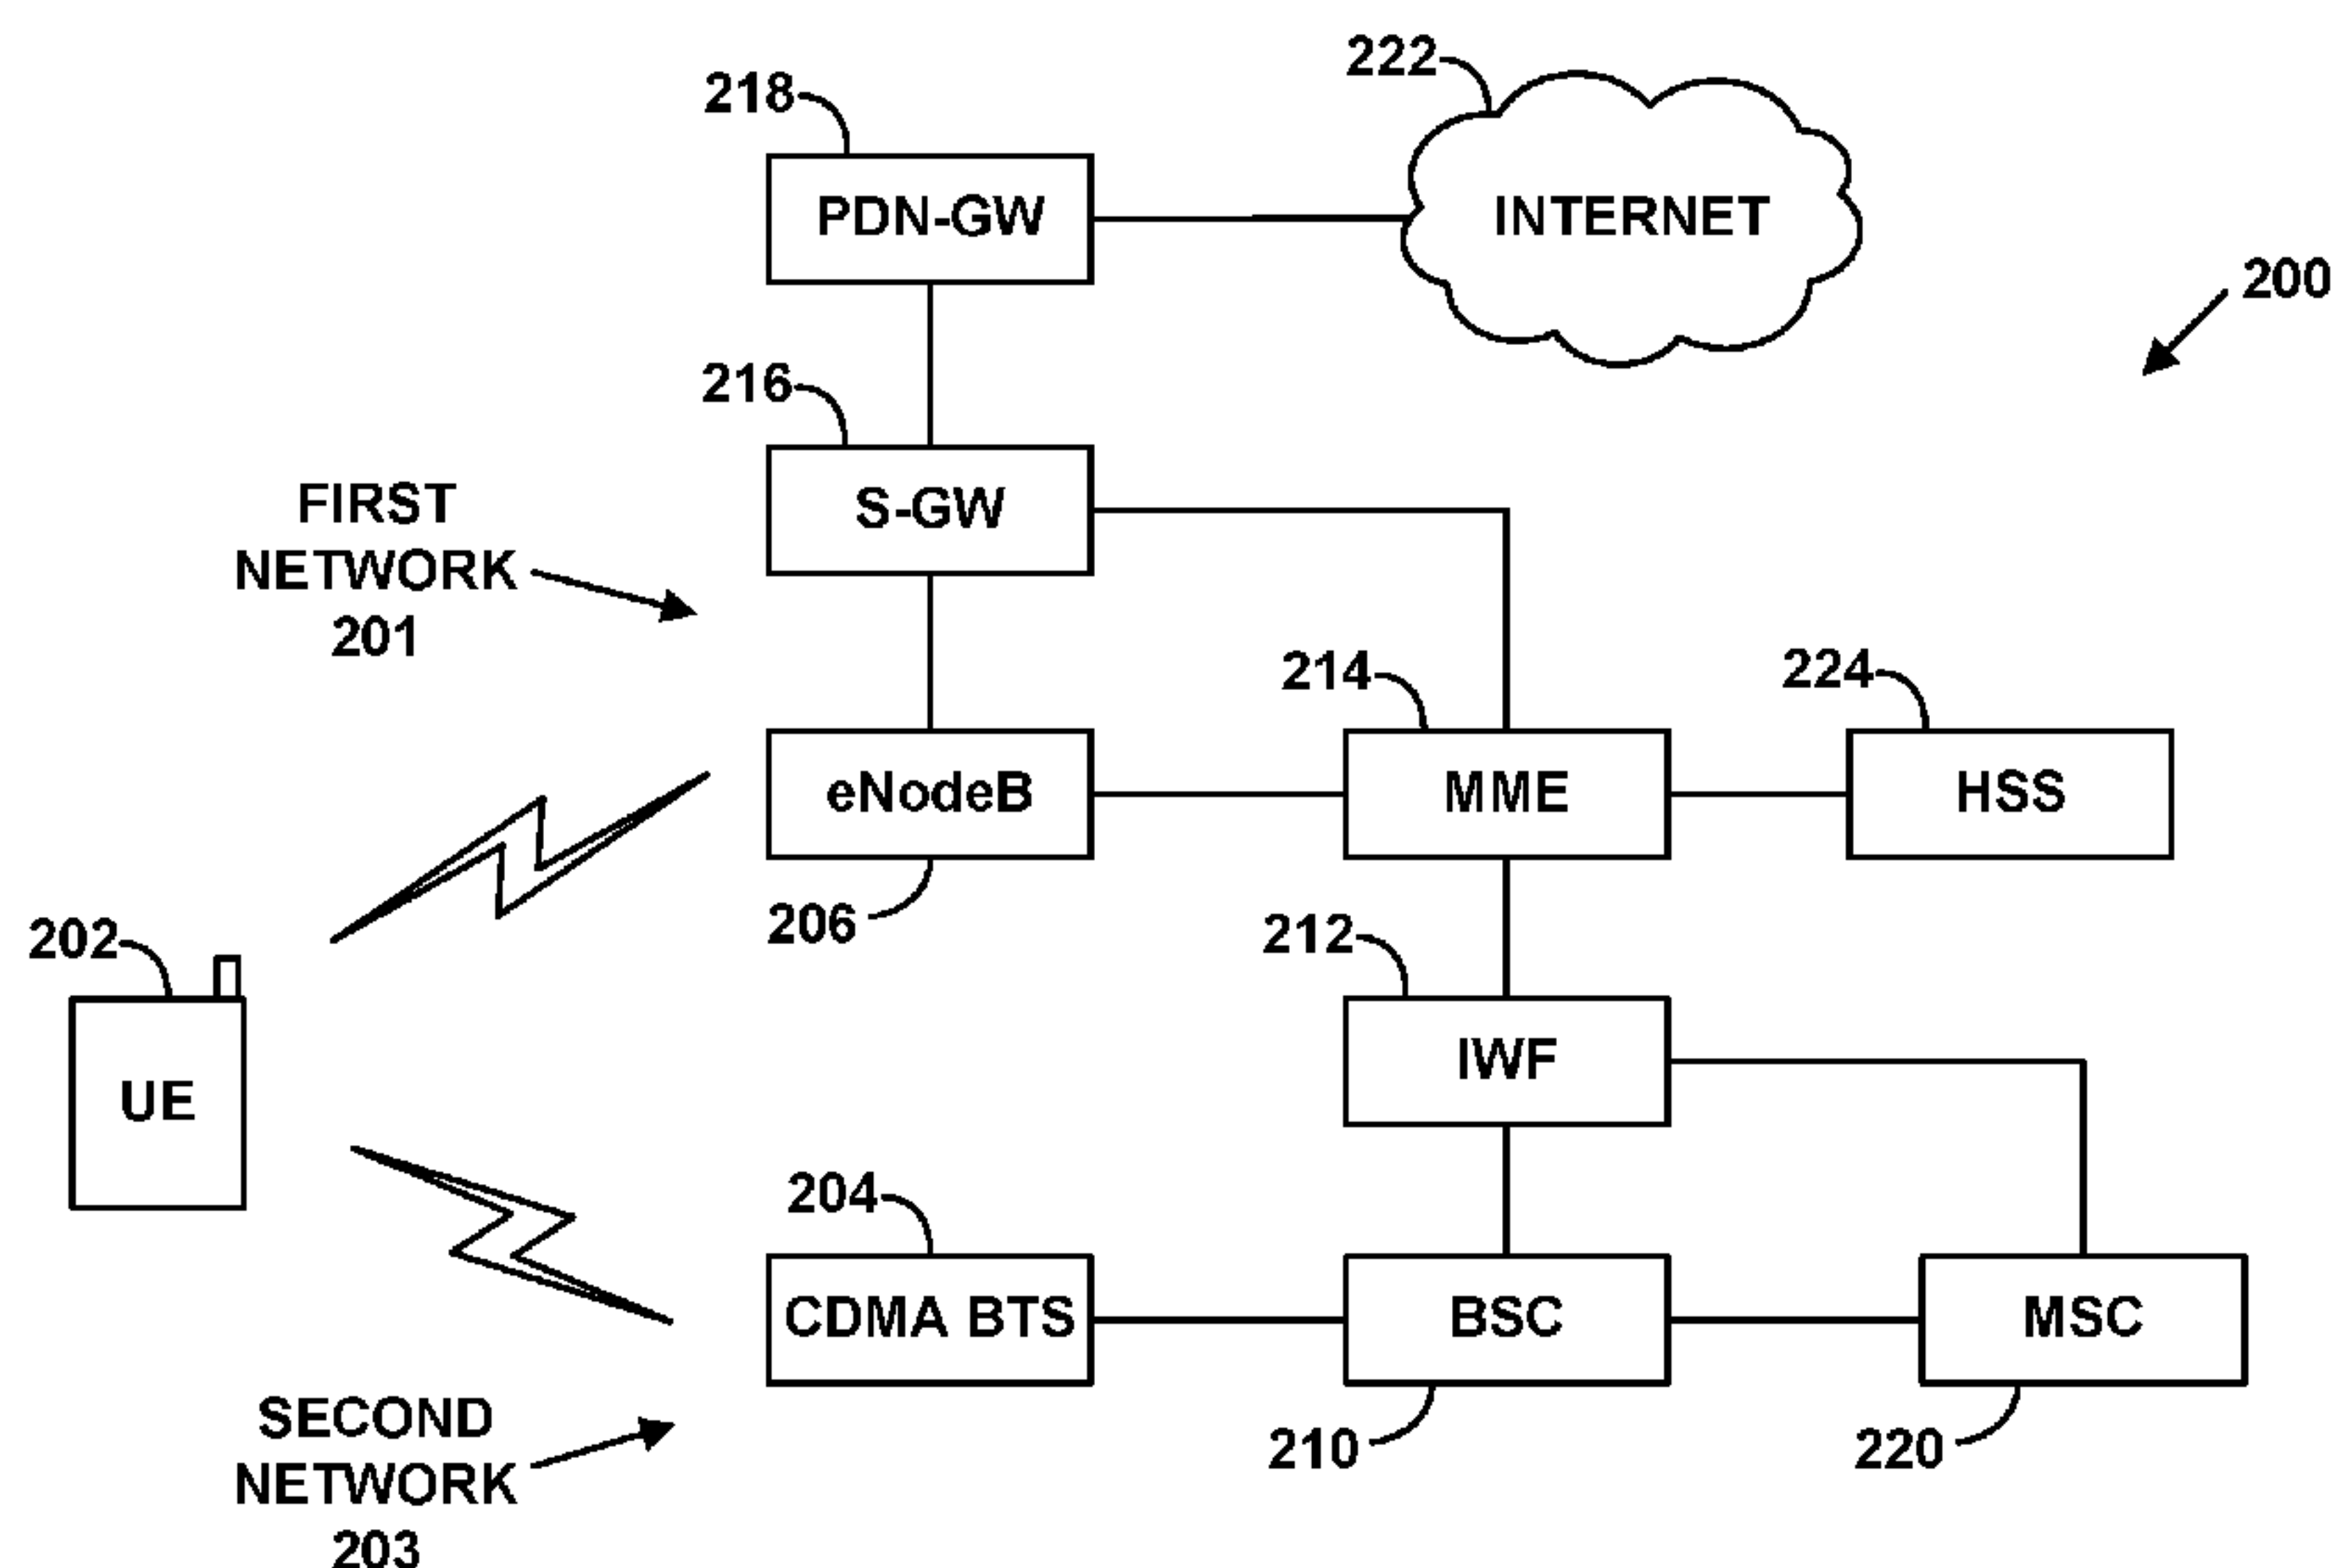 222
218
PDN-GW
INTERNET
200
216
S-GW
FIRST
NETWORK
201
214
224
eNodeB
MME
HSS
206
212
202
IWF
UE
204
CDMA BTS
BSC
MSC
SECOND
NETWORK
203
210
220